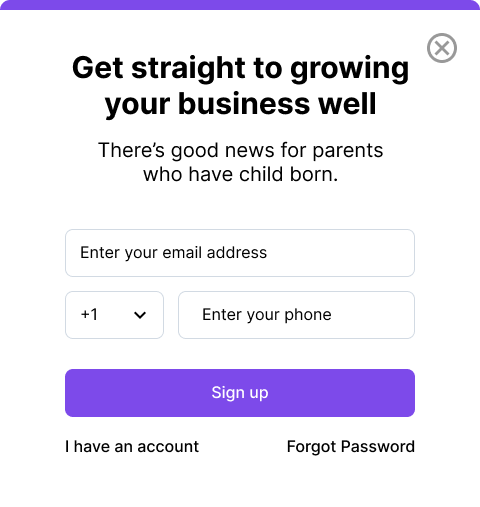 Get straight to growing
your business well
There’s good news for parents
who have child born.
Enter your email address
+1
Enter your phone
Sign up
I have an account
Forgot Password